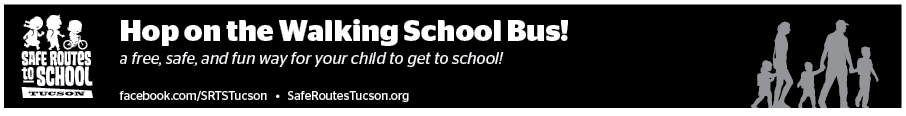 SAFE ROUTES
to SCHOOL
TUCSON
Hop on the Walking School Bus!
a free, safe, and fun way for your child to get to school!
facebook.com/SRTSTucson • SafeRoutesTucson.org